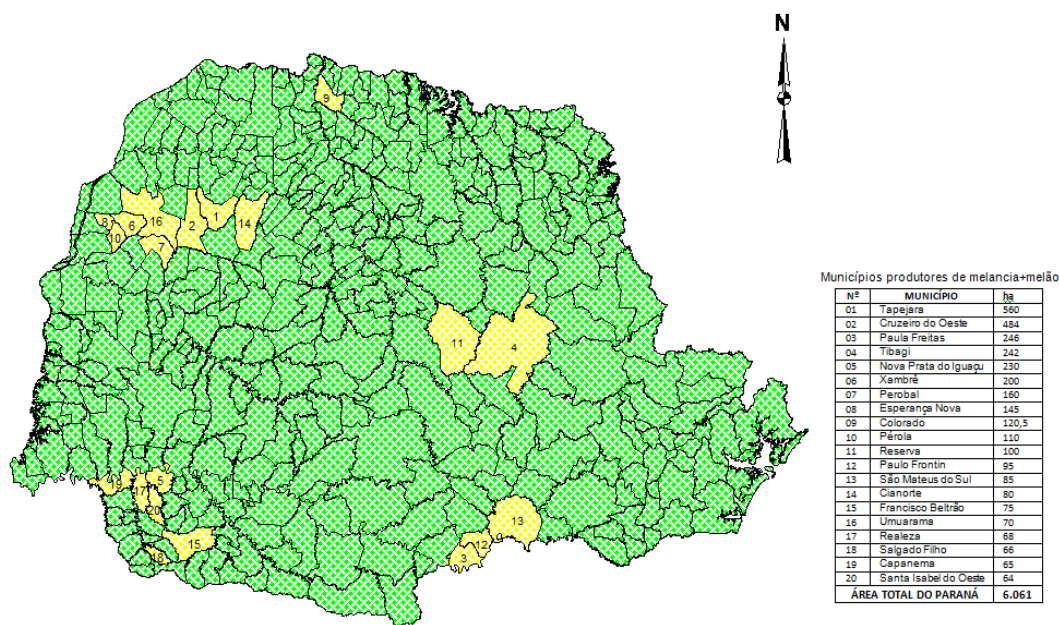 N
9
8
6
16
10
7
2
1
14
11
4
19
17
5
20
15
18
13
12
3
Municípios produtores de melancia+melão
Nº MUNICÍPIO ha
01 Tapejara 560
02 Cruzeiro do Oeste 484
03 Paula Freitas 246
04 Tibagi 242
05 Nova Prata do Iguaçu 230
06 Xambrê 200
07 Perobal 160
08 Esperança Nova 145
09 Colorado 120,5
10 Pérola 110
11 Reserva 100
12 Paulo Frontin 95
13 São Mateus do Sul 85
14 Cianorte 80
15 Francisco Beltrão 75
16 Umuarama 70
17 Realeza 68
18 Salgado Filho 66
19 Capanema 65
20 Santa Isabel do Oeste 64
ÁREA TOTAL DO PARANÁ 6.061